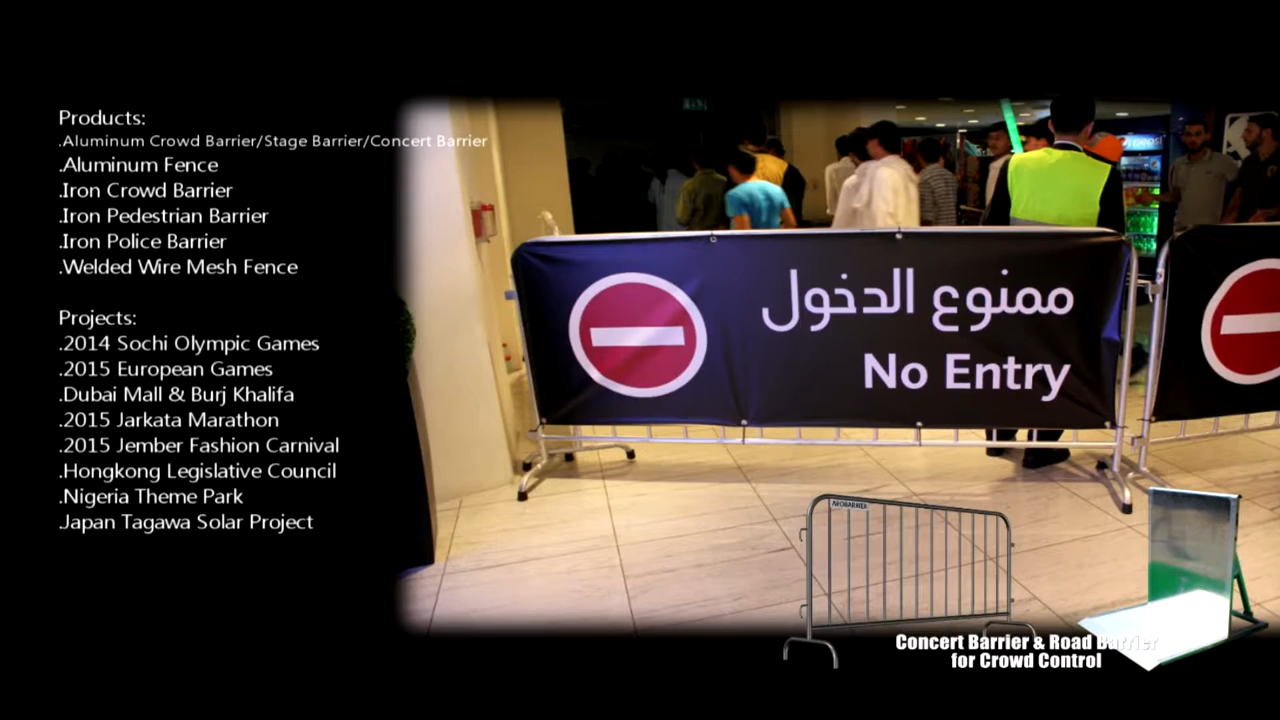 Products:
.Aluminum Crowd Barrier/Stage Barrier/Concert Barrier
.Aluminum Fence
.Iron Crowd Barrier
.Iron Pedestrian Barrier
.Iron Police Barrier
.Welded Wire Mesh Fence
Projects:
.2014 Sochi Olympic Games
.2015 European Games
.Dubai Mall & Burj Khalifa
.2015 Jarkata Marathon
.2015 Jember Fashion Carnival
.Hongkong Legislative Council
.Nigeria Theme Park
.Japan Tagawa Solar Project
pepsi
ممنوع الدخول
No Entry
Concert Barrier & Road Barrier
for Crowd Control